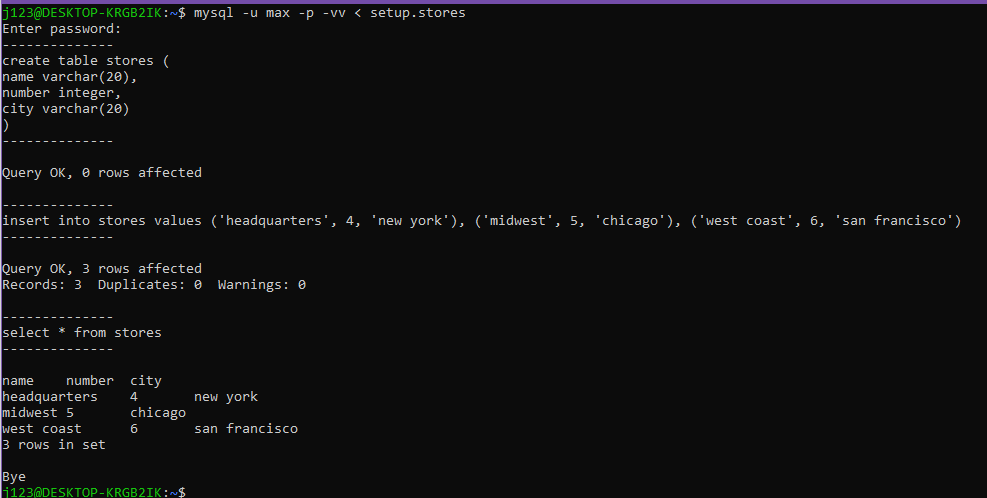 j123@DESKTOP-KRGB2IK:~$ mysql -u max -p -vv < setup.stores
Enter password:
--------------
create table stores (
name varchar(20),
number integer,
city varchar(20)
)
--------------

Query OK, 0 rows affected

--------------
insert into stores values ('headquarters', 4, 'new york'), ('midwest', 5, 'chicago'), ('west coast', 6, 'san francisco')
--------------

Query OK, 3 rows affected
Records: 3  Duplicates: 0  Warnings: 0

--------------
select * from stores
--------------

name    number  city
headquarters    4       new york
midwest 5       chicago
west coast      6       san francisco
3 rows in set

Bye
j123@DESKTOP-KRGB2IK:~$